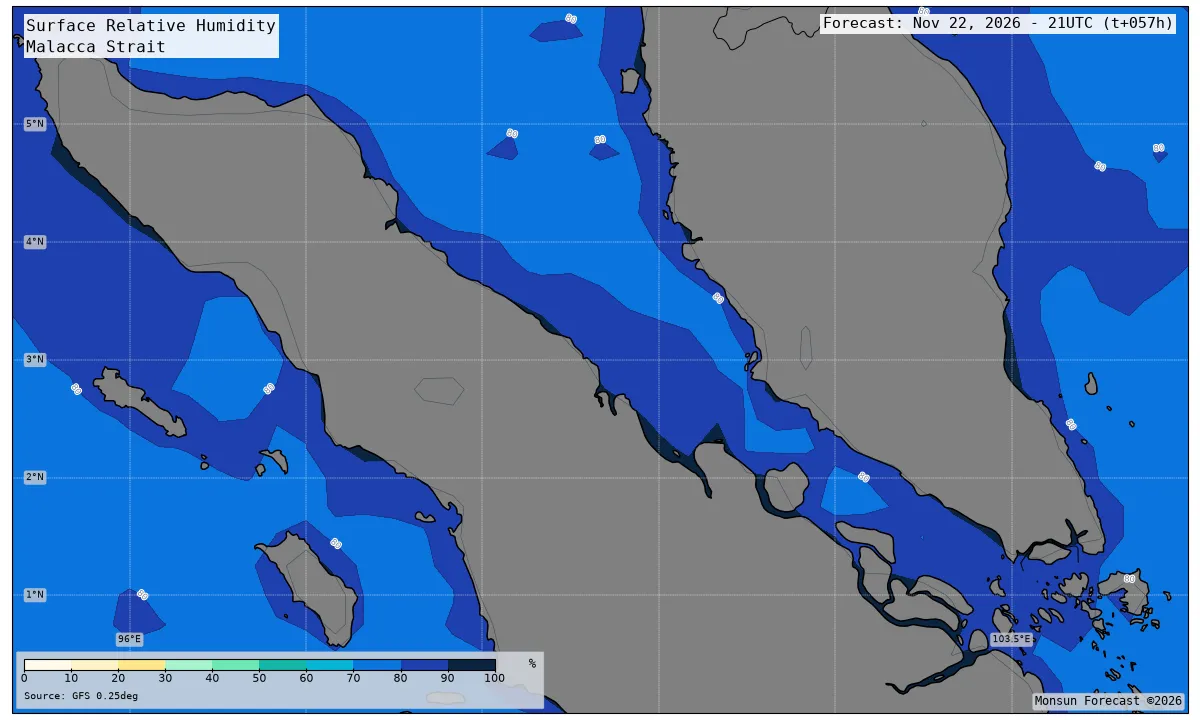 Surface Relative Humidity
Malacca Strait
Forecast: Nov 22, 2026 - 21UTC (t+057h)
80
80
80
80
80
80
5°N
4°N
80
3°N
80
80
80
2°N
80
80
80
80
1°N
96°E
103.5°E
%
0 10 20 30 40 50 60 70 80 90 100
Source: GFS 0.25deg
Monsun Forecast ©2026